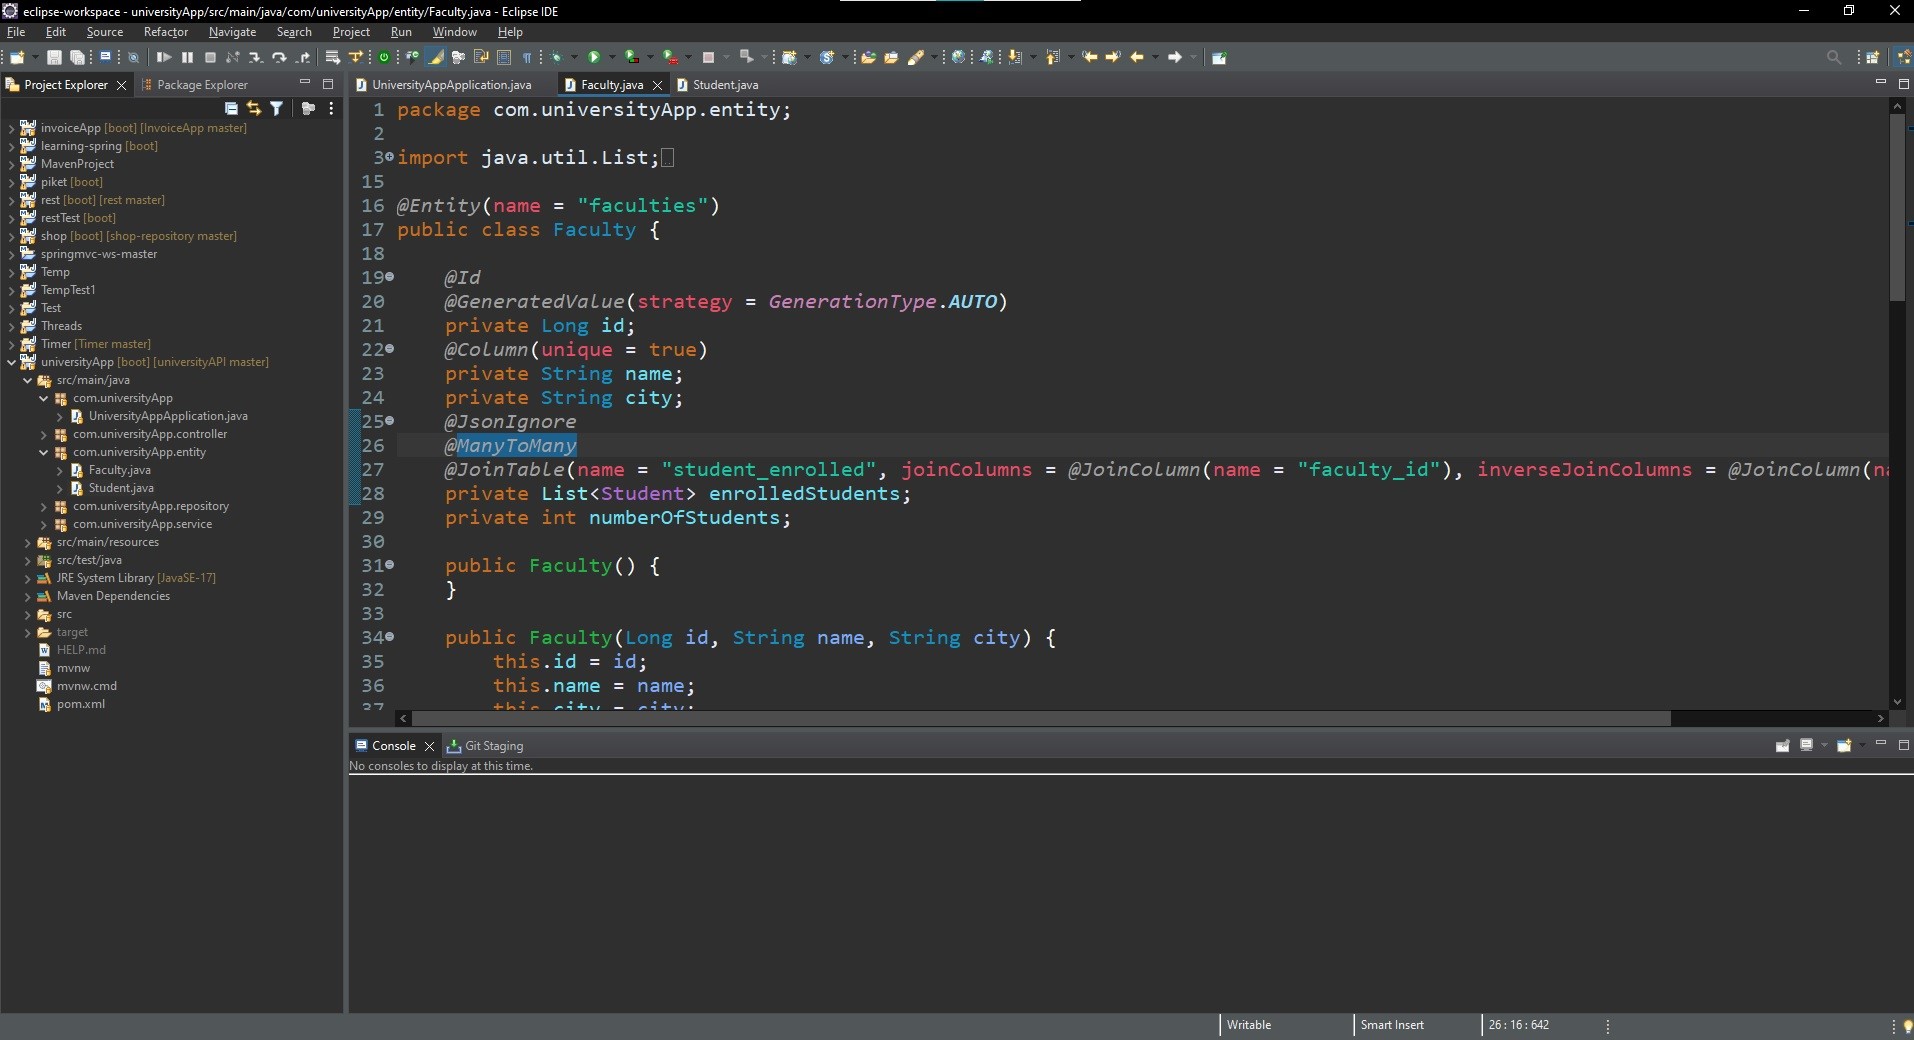 eclipse-workspace - universityApp/src/main/java/com/universityApp/entity/Faculty.java - Eclipse IDE
File Edit Source Refactor Navigate Search Project Run Window Help
Project Explorer Package Explorer
invoiceApp [boot] [InvoiceApp master]
learning-spring [boot]
MavenProject
piket [boot]
rest [boot] [rest master]
restTest [boot]
shop [boot] [shop-repository master]
springmvc-ws-master
Temp
TempTest1
Test
Threads
Timer [Timer master]
universityApp [boot] [universityAPI master]
src/main/java
com.universityApp
UniversityAppApplication.java
com.universityApp.controller
com.universityApp.entity
Faculty.java
Student.java
com.universityApp.repository
com.universityApp.service
src/main/resources
src/test/java
JRE System Library [JavaSE-17]
Maven Dependencies
src
target
HELP.md
mvnw
mvnw.cmd
pom.xml
UniversityAppApplication.java Faculty.java Student.java
1 package com.universityApp.entity;
2
3 import java.util.List;
15
16 @Entity(name = "faculties")
17 public class Faculty {
18
19 @Id
20 @GeneratedValue(strategy = GenerationType.AUTO)
21 private Long id;
22 @Column(unique = true)
23 private String name;
24 private String city;
25 @JsonIgnore
26 @ManyToMany
27 @JoinTable(name = "student_enrolled", joinColumns = @JoinColumn(name = "faculty_id"), inverseJoinColumns = @JoinColumn(na
28 private List<Student> enrolledStudents;
29 private int numberOfStudents;
30
31 public Faculty() {
32 }
33
34 public Faculty(Long id, String name, String city) {
35 this.id = id;
36 this.name = name;
37 this.city = city;
Console Git Staging
No consoles to display at this time.
Writable Smart Insert 26 : 16 : 642